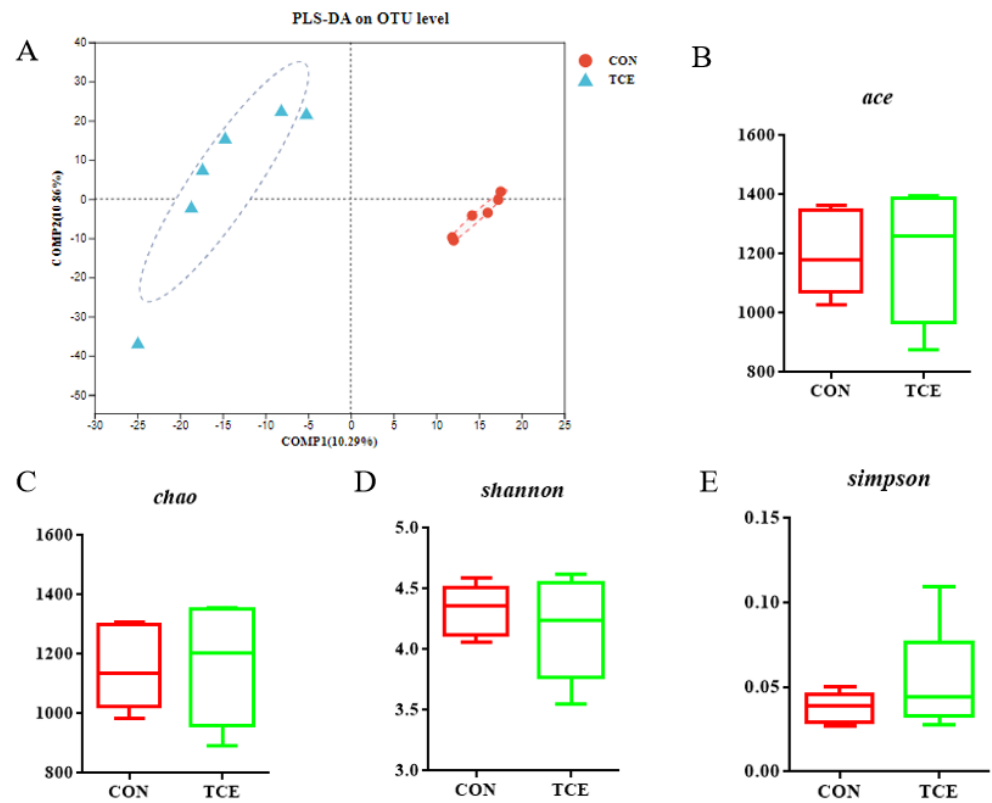 PLS-DA on OTU level
A
40
30
20
10
0
-10
-20
-30
-40
-50
COMP2(10.86%)
-30 -25 -20 -15 -10 -5 0 5 10 15 20 25
COMP1(10.29%)
CON
TCE
B
ace
1600
1400
1200
1000
800
CON TCE
C
chao
1600
1400
1200
1000
800
CON TCE
D
shannon
5.0
4.5
4.0
3.5
3.0
CON TCE
E
simpson
0.15
0.10
0.05
0.00
CON TCE